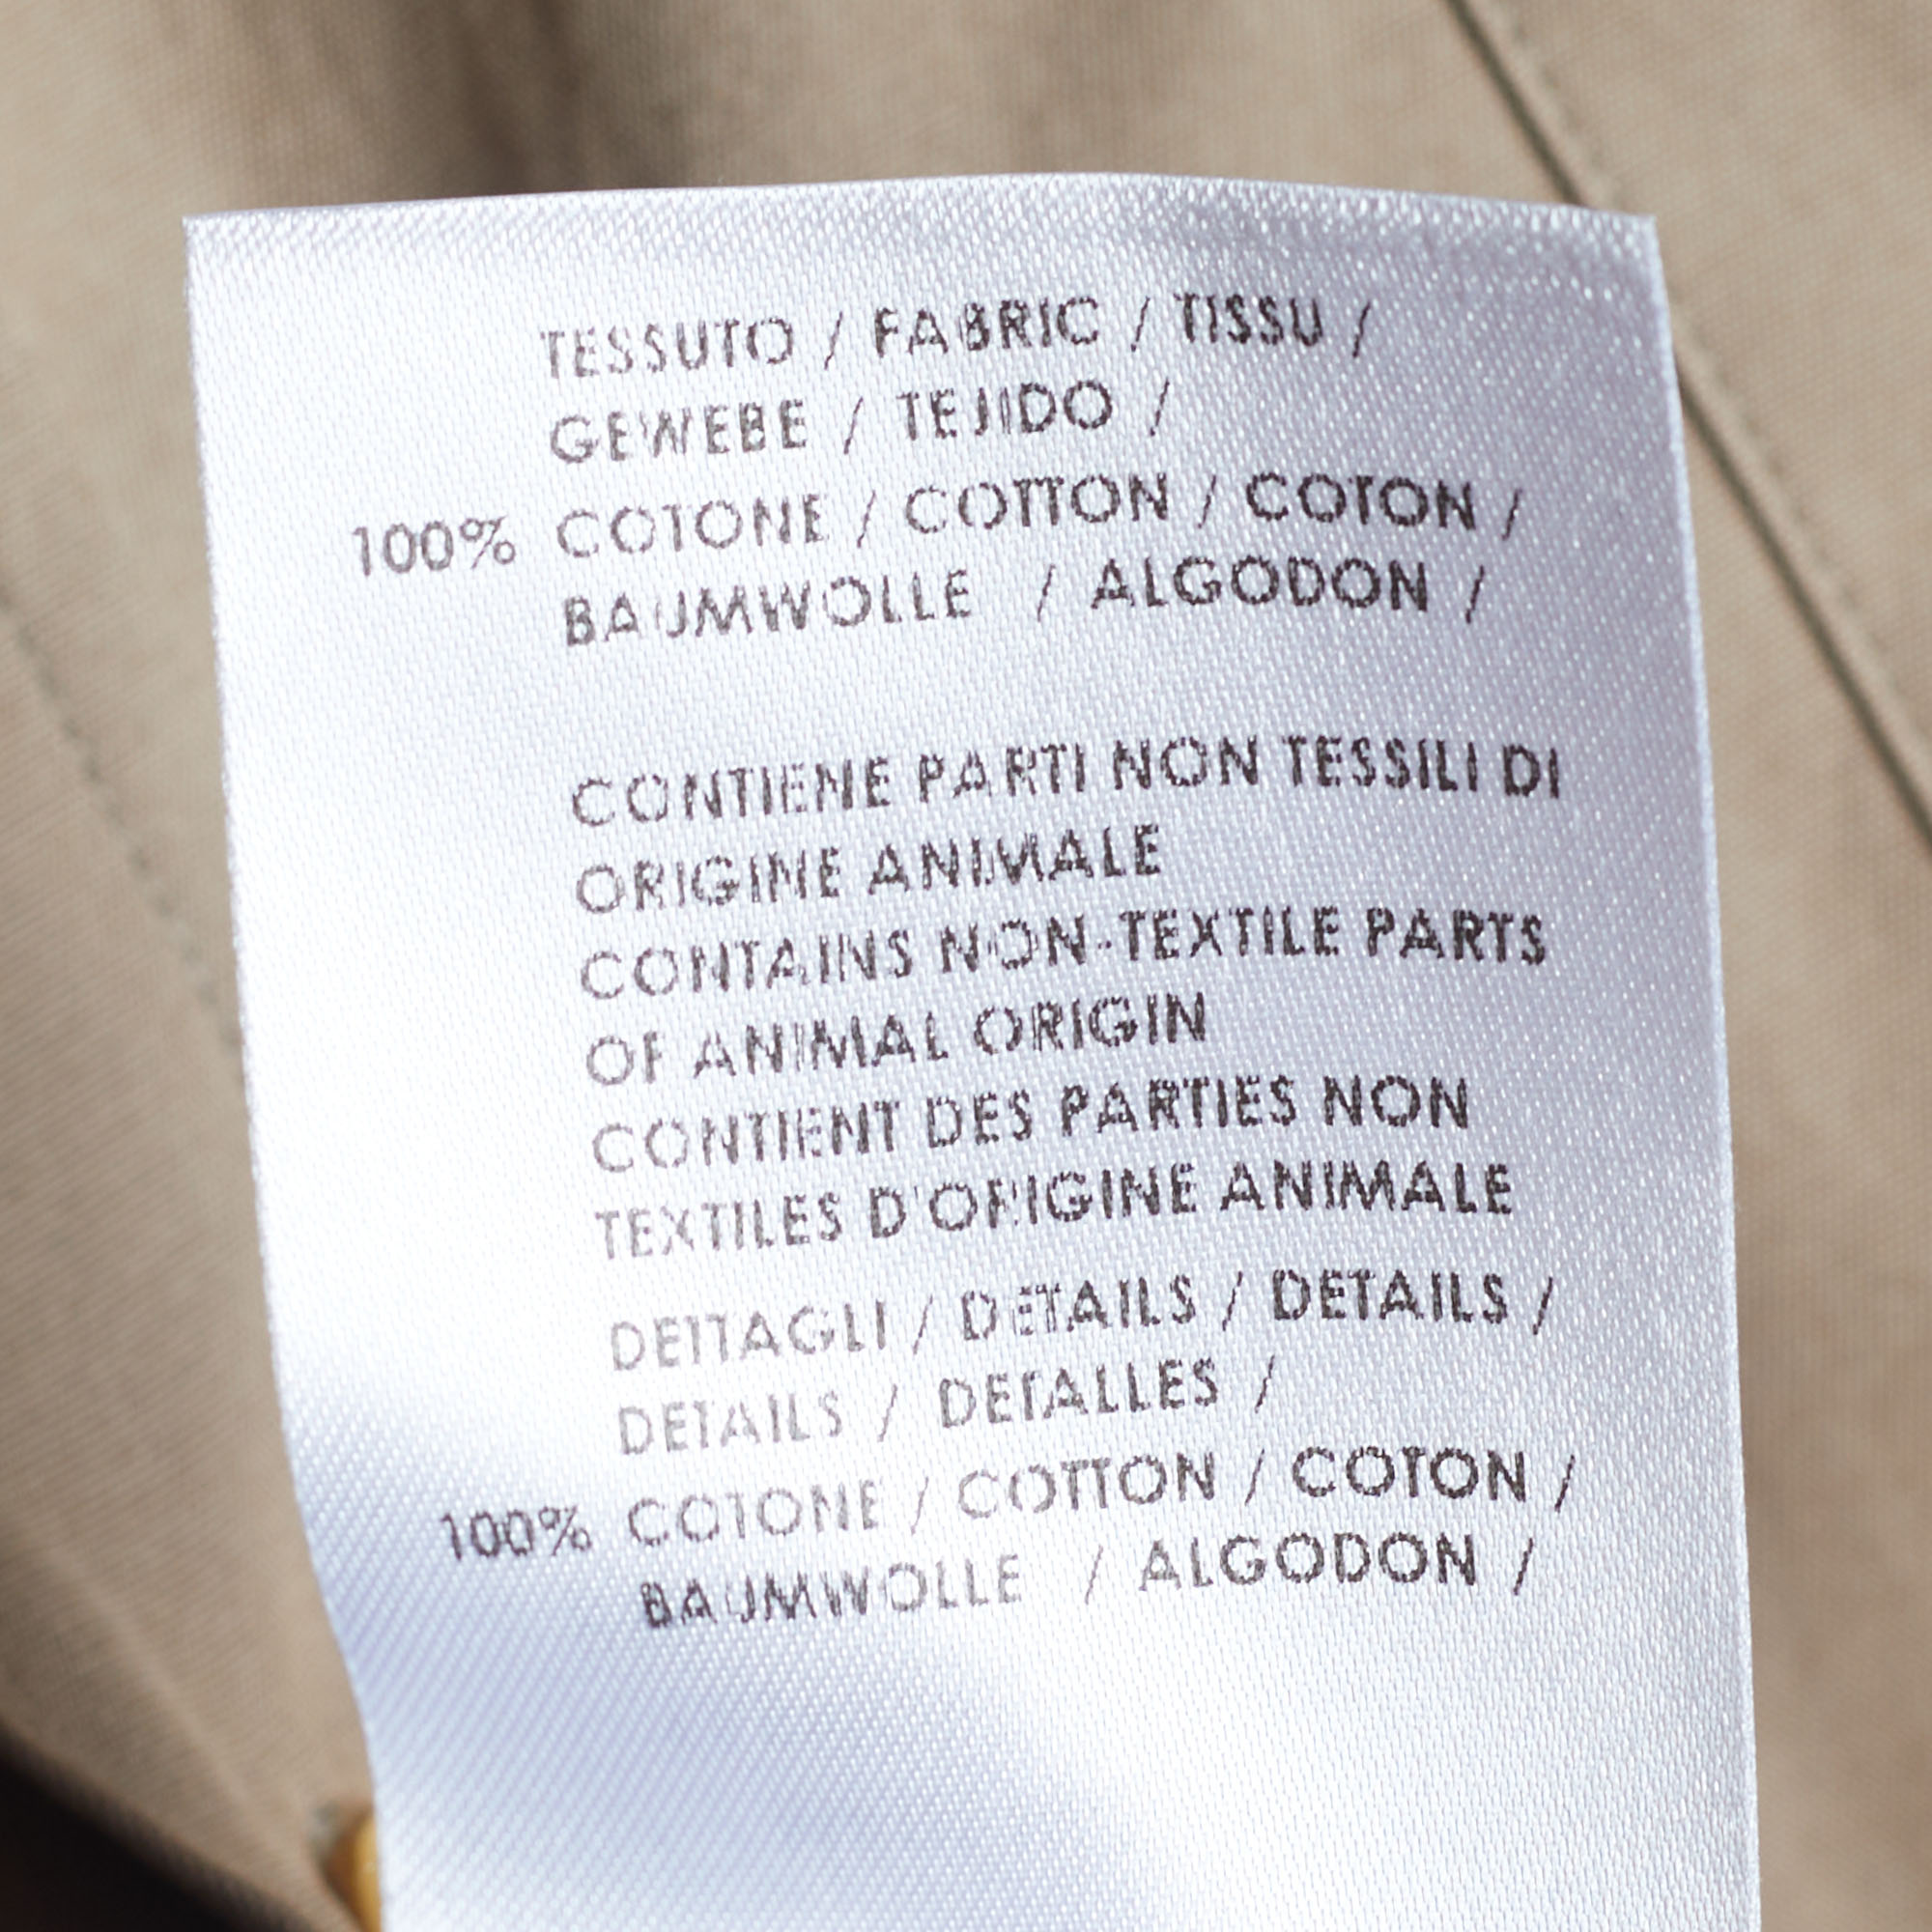 TESSUTO / FABRIC / TISSU /
GEWEBE / TEJIDO /
100% COTONE / COTTON / COTON /
BAUMWOLLE / ALGODON /
CONTIENE PARTI NON TESSILI DI
ORIGINE ANIMALE
CONTAINS NON-TEXTILE PARTS
OF ANIMAL ORIGIN
CONTIENT DES PARTIES NON
TEXTILES D'ORIGINE ANIMALE
DETTAGLI / DETAILS / DETAILS /
DETAILS / DETALLES /
100% COTONE / COTTON / COTON /
BAUMWOLLE / ALGODON /